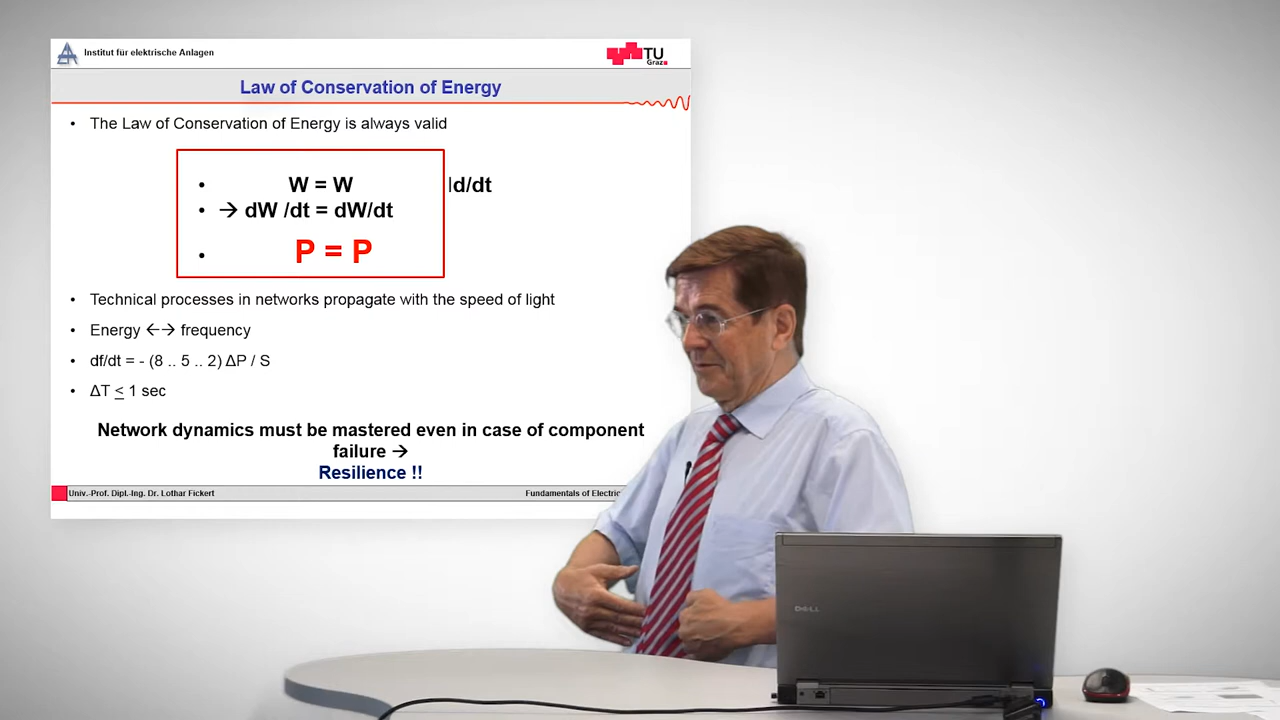 Institut für elektrische Anlagen
TU
Graz
Law of Conservation of Energy
• The Law of Conservation of Energy is always valid
• W = W |d/dt
• → dW /dt = dW/dt
• P = P
• Technical processes in networks propagate with the speed of light
• Energy ←→ frequency
• df/dt = - (8 .. 5 .. 2) ΔP / S
• ΔT ≤ 1 sec
Network dynamics must be mastered even in case of component
failure →
Resilience !!
Univ.-Prof. Dipl.-Ing. Dr. Lothar Fickert
Fundamentals of Electric
DELL